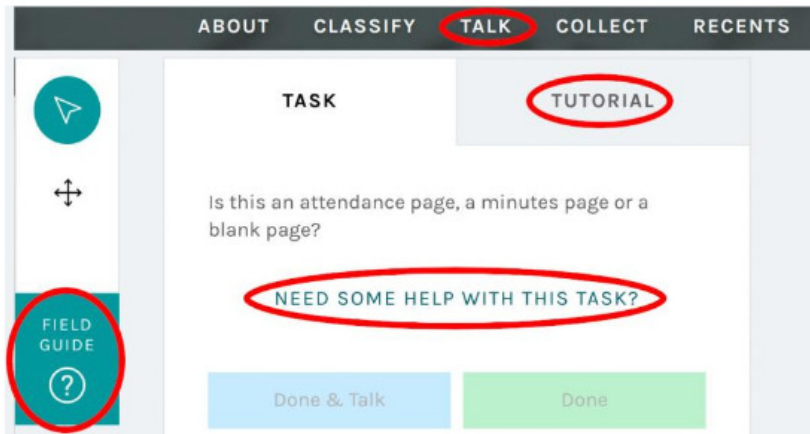 ABOUT CLASSIFY TALK COLLECT RECENTS
TASK TUTORIAL
Is this an attendance page, a minutes page or a
blank page?
NEED SOME HELP WITH THIS TASK?
FIELD
GUIDE
?
Done & Talk Done